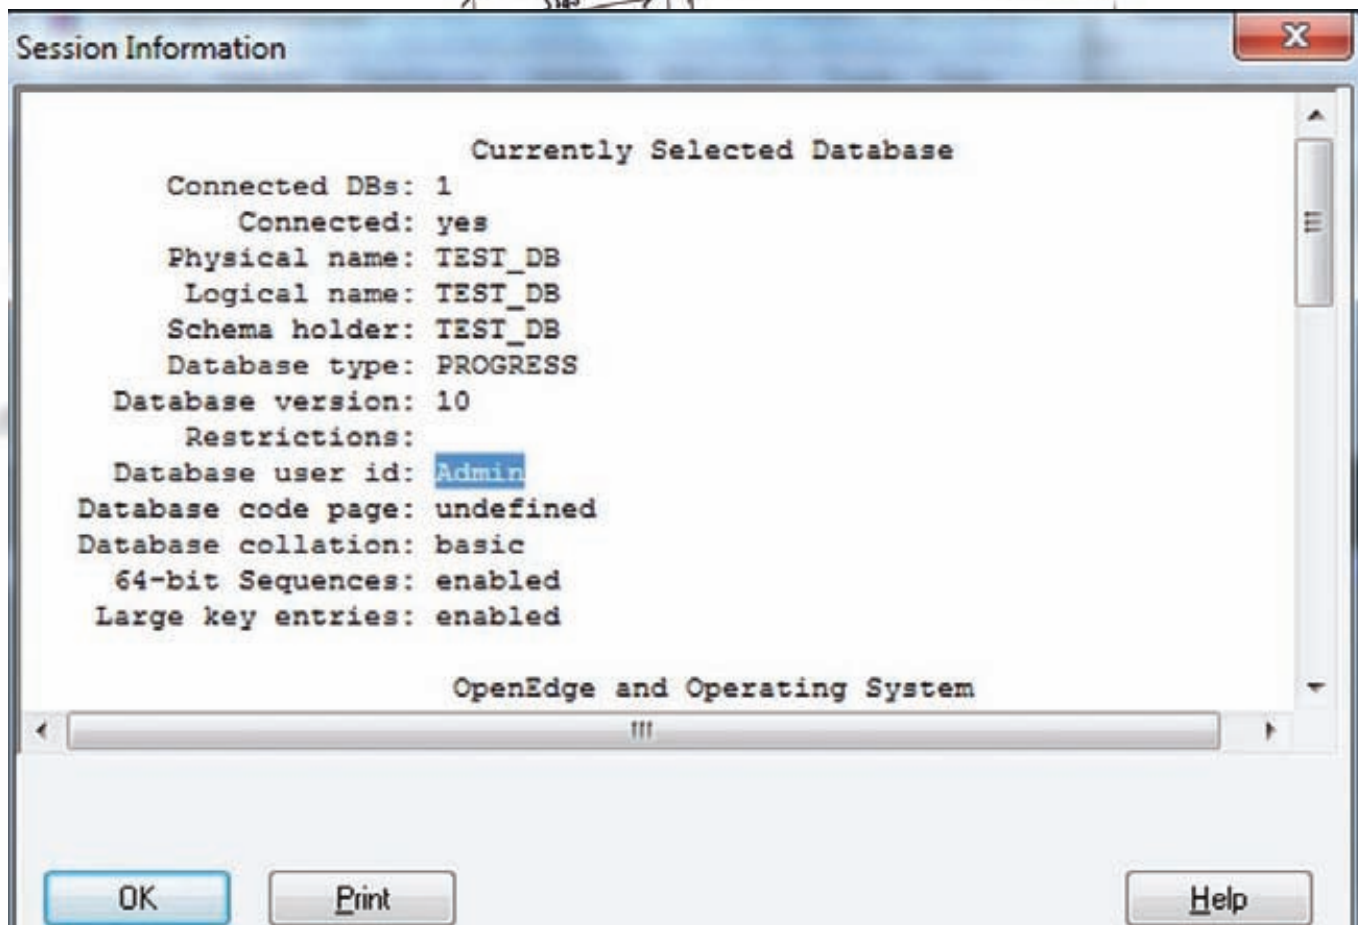 Session Information
Currently Selected Database
Connected DBs: 1
Connected: yes
Physical name: TEST_DB
Logical name: TEST_DB
Schema holder: TEST_DB
Database type: PROGRESS
Database version: 10
Restrictions:
Database user id: Admin
Database code page: undefined
Database collation: basic
64-bit Sequences: enabled
Large key entries: enabled
OpenEdge and Operating System
OK
Print
Help